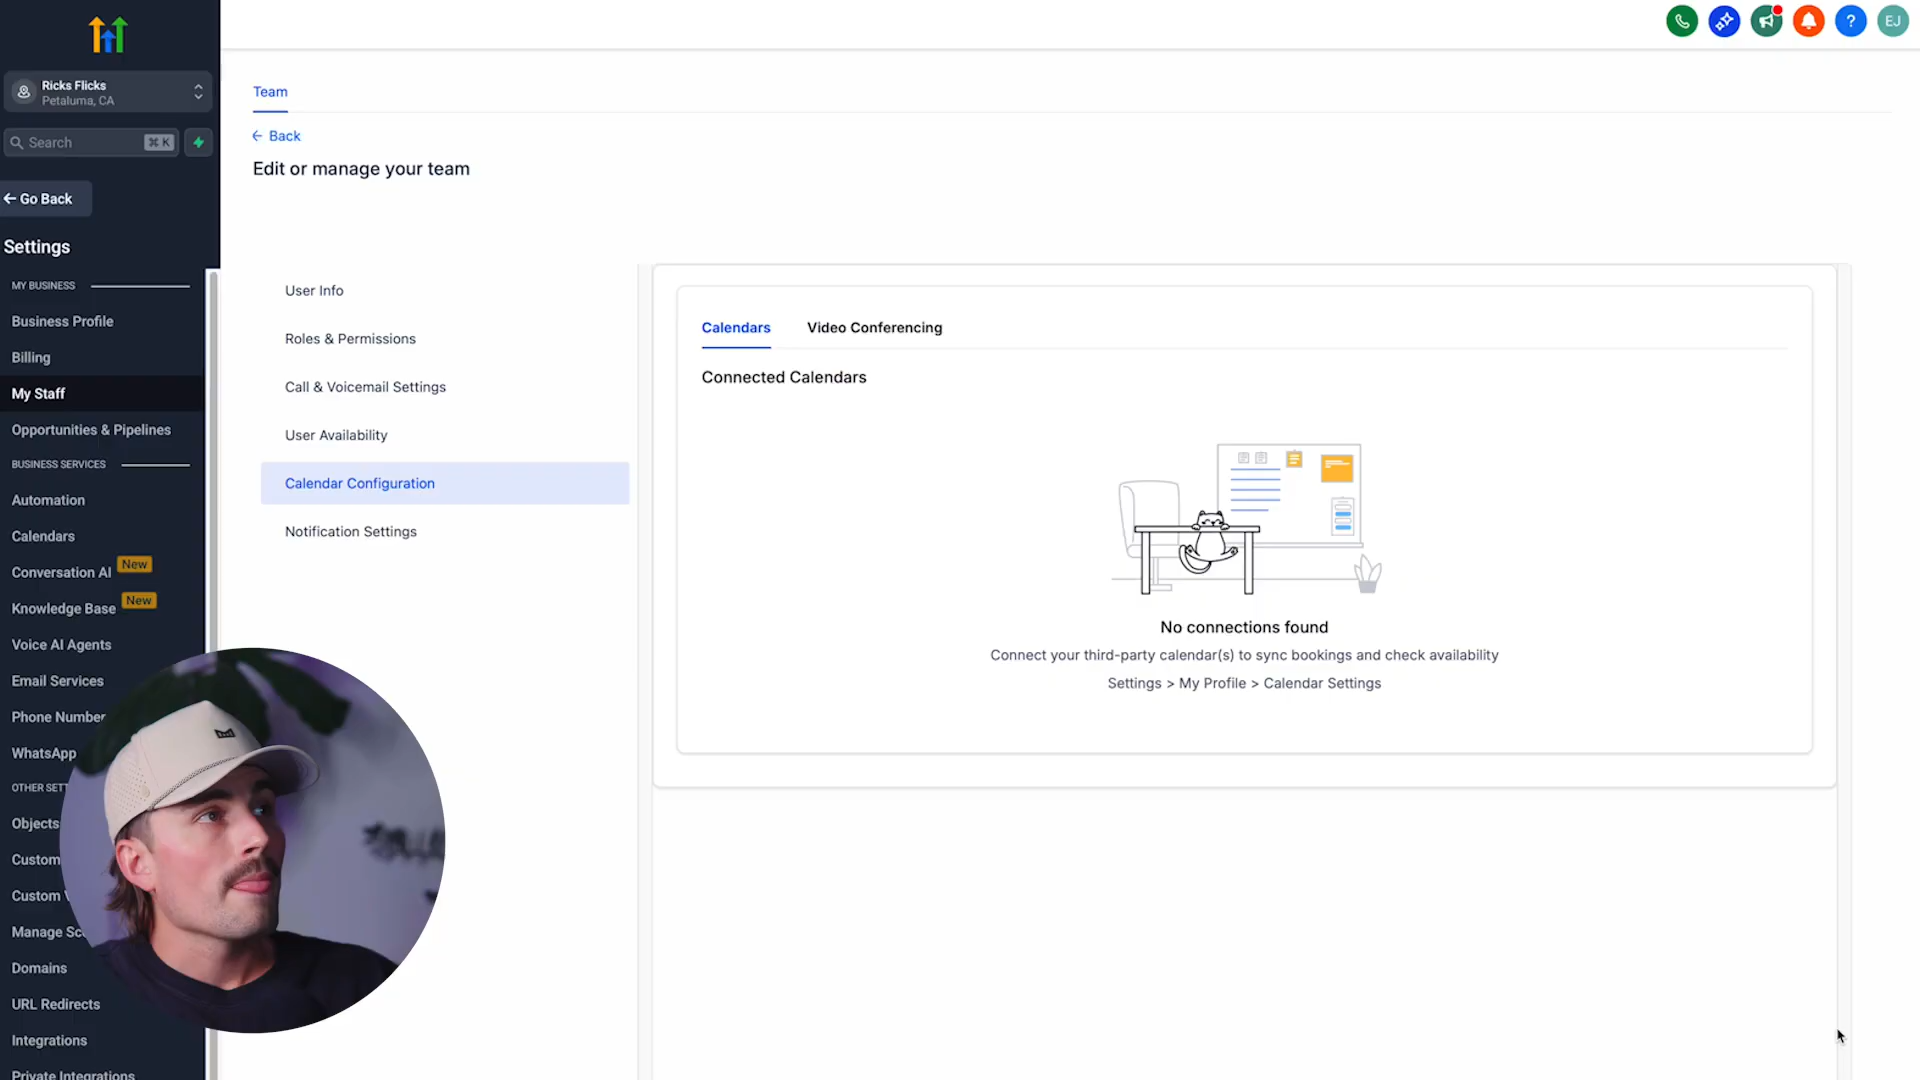 Ricks Flicks
Petaluma, CA
Search
⌘ K
← Go Back
Settings
MY BUSINESS
Business Profile
Billing
My Staff
Opportunities & Pipelines
BUSINESS SERVICES
Automation
Calendars
Conversation AI New
Knowledge Base New
Voice AI Agents
Email Services
Phone Number
WhatsApp
OTHER SETT
Objects
Custom
Custom
Manage Sc
Domains
URL Redirects
Integrations
Private Integrations
? EJ
Team
← Back
Edit or manage your team
User Info
Roles & Permissions
Call & Voicemail Settings
User Availability
Calendar Configuration
Notification Settings
Calendars Video Conferencing
Connected Calendars
No connections found
Connect your third-party calendar(s) to sync bookings and check availability
Settings > My Profile > Calendar Settings